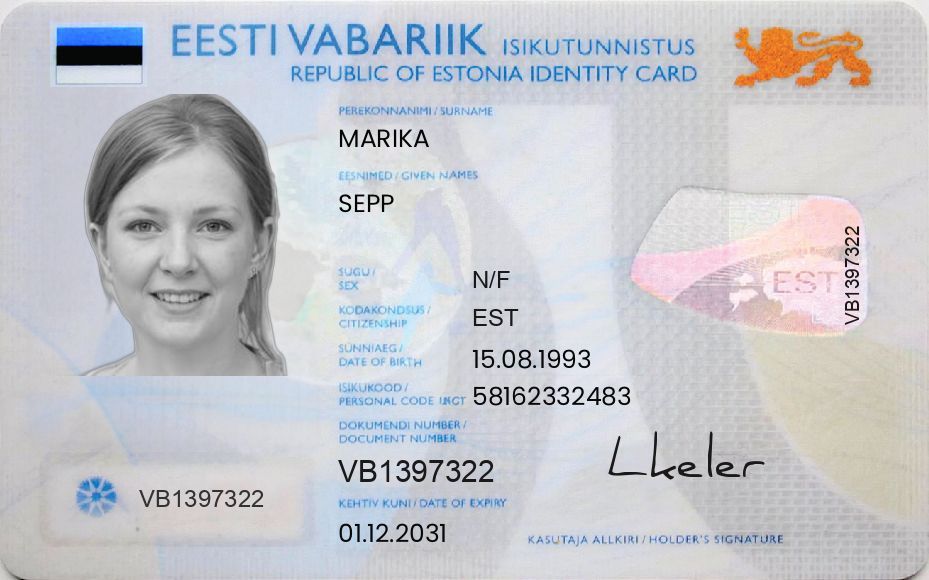 EESTI VABARIIK ISIKUTUNNISTUS
REPUBLIC OF ESTONIA IDENTITY CARD
PEREKONNANIMI / SURNAME
MARIKA
EESNIMED / GIVEN NAMES
SEPP
SUGU /
SEX
N/F
KODAKONDSUS /
CITIZENSHIP
EST
SÜNNIAEG /
DATE OF BIRTH
15.08.1993
ISIKUKOOD /
PERSONAL CODE
58162332483
DOKUMENDI NUMBER /
DOCUMENT NUMBER
VB1397322
KEHTIV KUNI / DATE OF EXPIRY
01.12.2031
VB1397322
EST
VB1397322
Lkeler
KASUTAJA ALLKIRI / HOLDER'S SIGNATURE